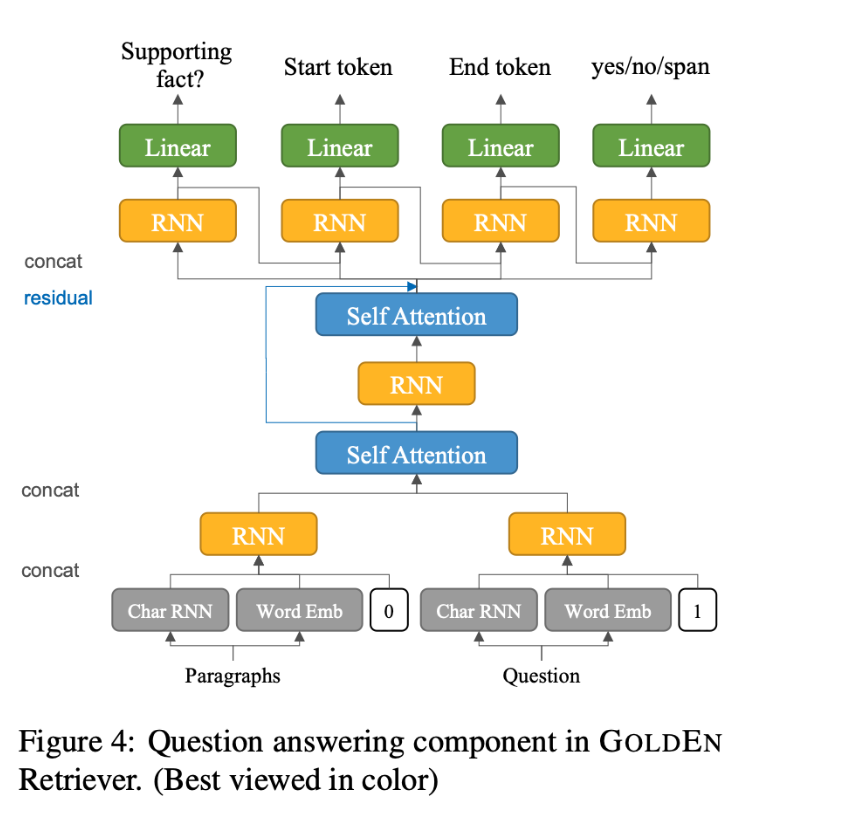 Supporting
fact?
Start token
End token
yes/no/span
Linear
Linear
Linear
Linear
RNN
RNN
RNN
RNN
concat
residual
Self Attention
RNN
Self Attention
concat
RNN
RNN
concat
Char RNN
Word Emb
0
Char RNN
Word Emb
1
Paragraphs
Question
Figure 4: Question answering component in GOLDEN
Retriever. (Best viewed in color)